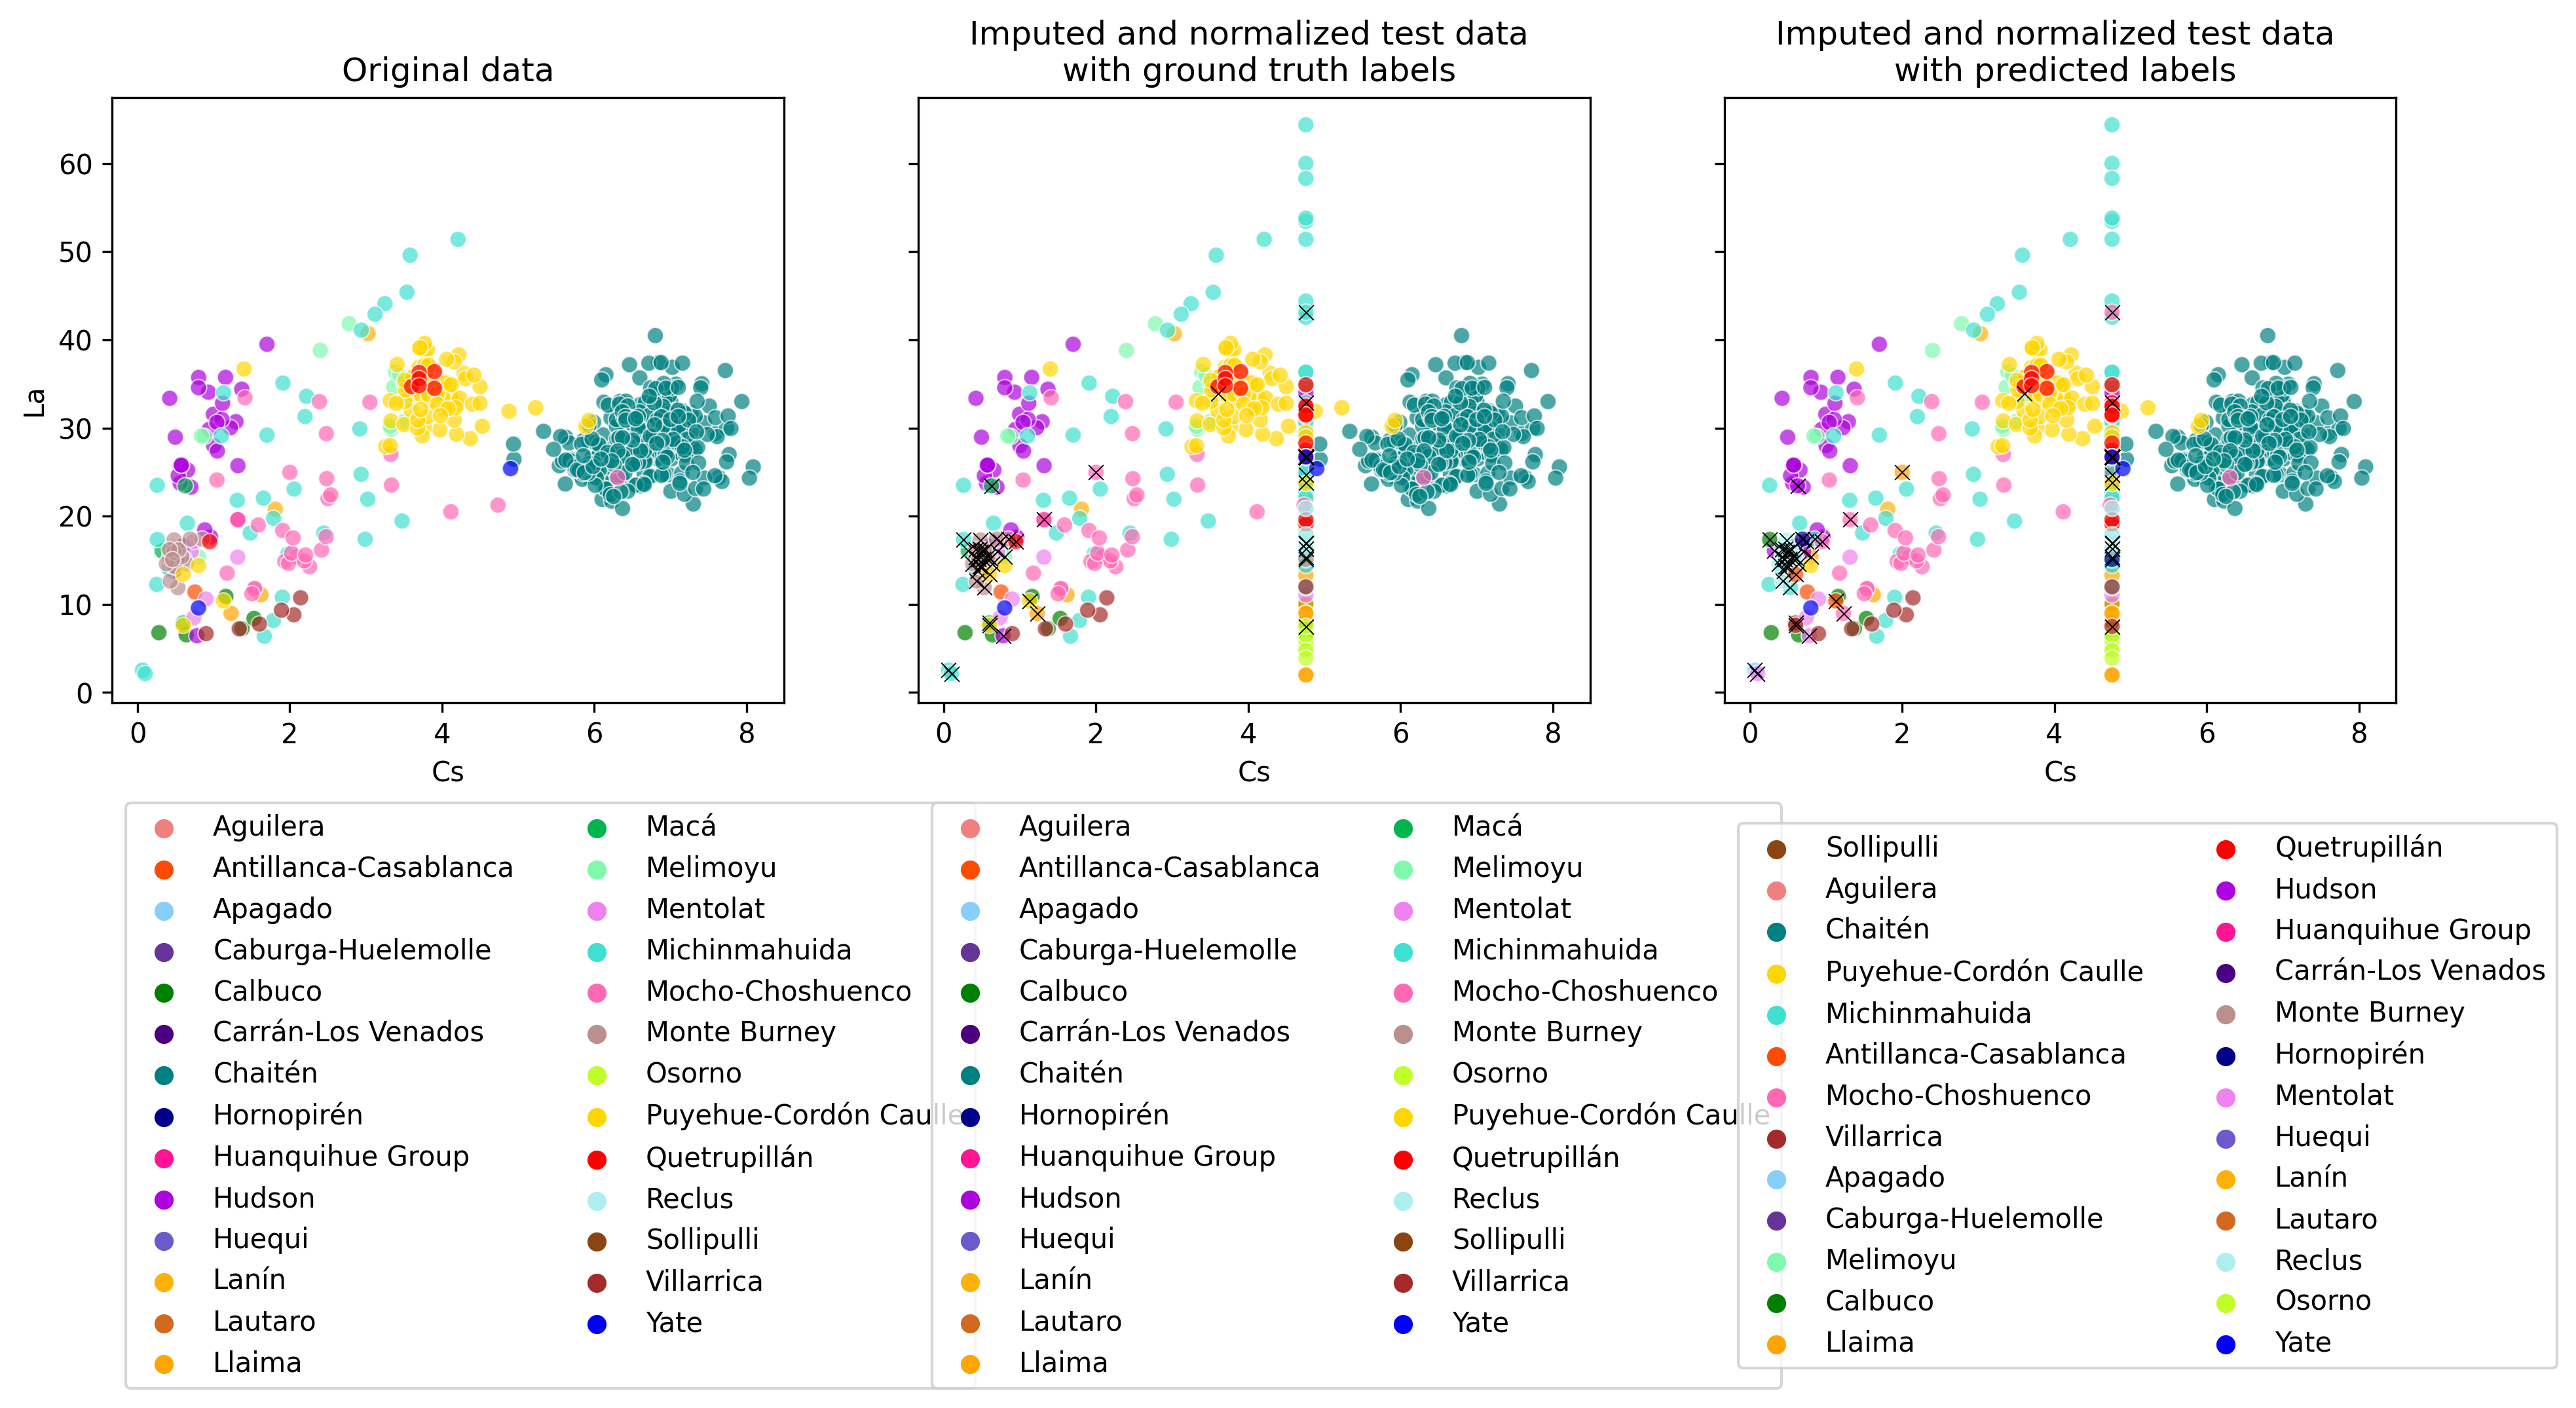 Original data
Imputed and normalized test data
with ground truth labels
Imputed and normalized test data
with predicted labels
La
60
50
40
30
20
10
0
0 2 4 6 8
0 2 4 6 8
0 2 4 6 8
Cs
Cs
Cs
Aguilera
Antillanca-Casablanca
Apagado
Caburga-Huelemolle
Calbuco
Carrán-Los Venados
Chaitén
Hornopirén
Huanquihue Group
Hudson
Huequi
Lanín
Lautaro
Llaima
Macá
Melimoyu
Mentolat
Michinmahuida
Mocho-Choshuenco
Monte Burney
Osorno
Puyehue-Cordón Caulle
Quetrupillán
Reclus
Sollipulli
Villarrica
Yate
Aguilera
Antillanca-Casablanca
Apagado
Caburga-Huelemolle
Calbuco
Carrán-Los Venados
Chaitén
Hornopirén
Huanquihue Group
Hudson
Huequi
Lanín
Lautaro
Llaima
Macá
Melimoyu
Mentolat
Michinmahuida
Mocho-Choshuenco
Monte Burney
Osorno
Puyehue-Cordón Caulle
Quetrupillán
Reclus
Sollipulli
Villarrica
Yate
Sollipulli
Aguilera
Chaitén
Puyehue-Cordón Caulle
Michinmahuida
Antillanca-Casablanca
Mocho-Choshuenco
Villarrica
Apagado
Caburga-Huelemolle
Melimoyu
Calbuco
Llaima
Quetrupillán
Hudson
Huanquihue Group
Carrán-Los Venados
Monte Burney
Hornopirén
Mentolat
Huequi
Lanín
Lautaro
Reclus
Osorno
Yate